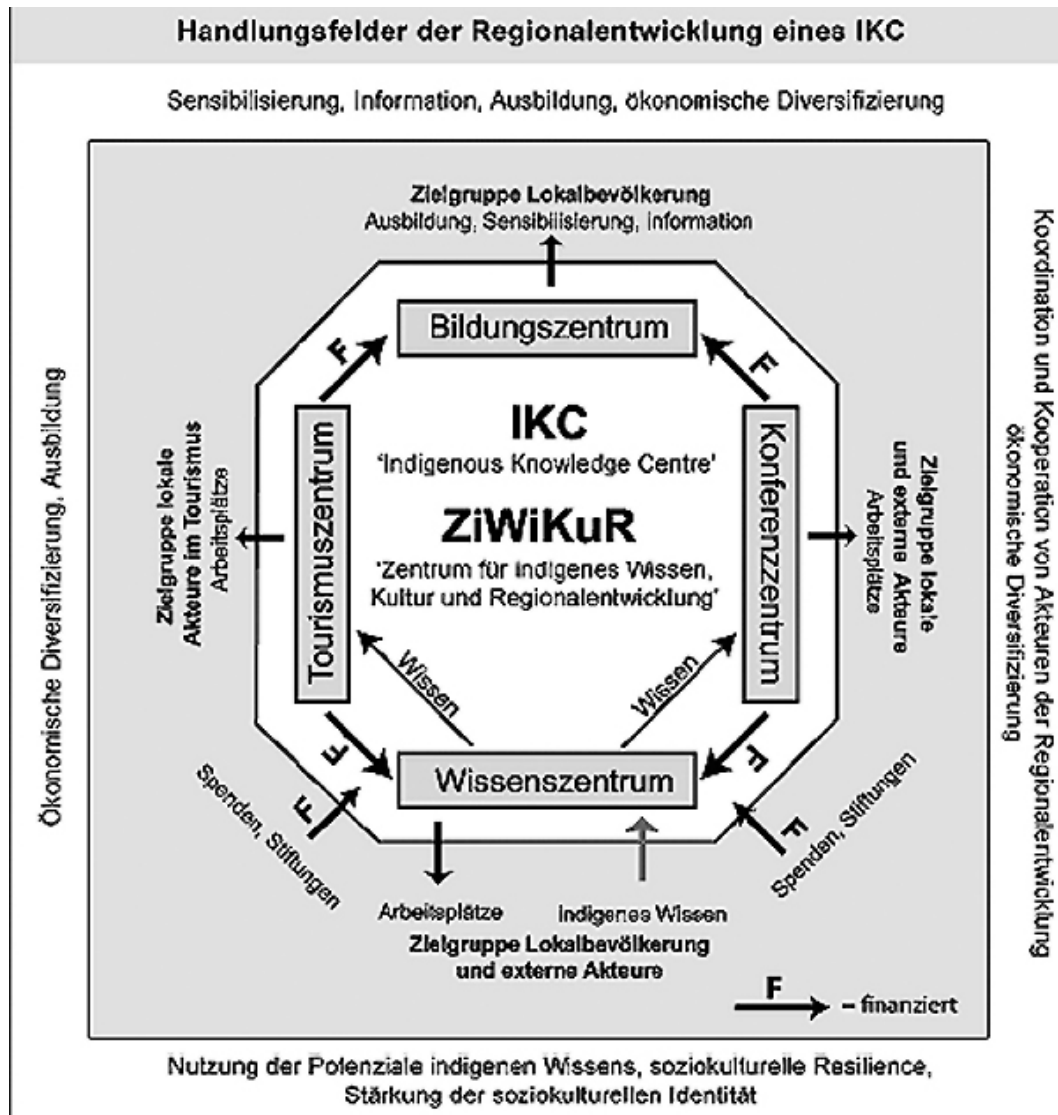 Handlungsfelder der Regionalentwicklung eines IKC
Sensibilisierung, Information, Ausbildung, ökonomische Diversifizierung
Zielgruppe Lokalbevölkerung
Ausbildung, Sensibilisierung, Information
Bildungszentrum
F
F
Ökonomische Diversifizierung, Ausbildung
Zielgruppe lokale
Akteure im Tourismus
Arbeitsplätze
Tourismuszentrum
IKC
'Indigenous Knowledge Centre'
ZiWiKuR
'Zentrum für indigenes Wissen,
Kultur und Regionalentwicklung'
Konferenzzentrum
Zielgruppe lokale
und externe Akteure
Arbeitsplätze
Koordination und Kooperation von Akteuren der Regionalentwicklung
ökonomische Diversifizierung
Wissen
Wissen
F
F
Wissenszentrum
F
F
Spenden, Stiftungen
Spenden, Stiftungen
Arbeitsplätze
Indigenes Wissen
Zielgruppe Lokalbevölkerung
und externe Akteure
F
– finanziert
Nutzung der Potenziale indigenen Wissens, soziokulturelle Resilience,
Stärkung der soziokulturellen Identität